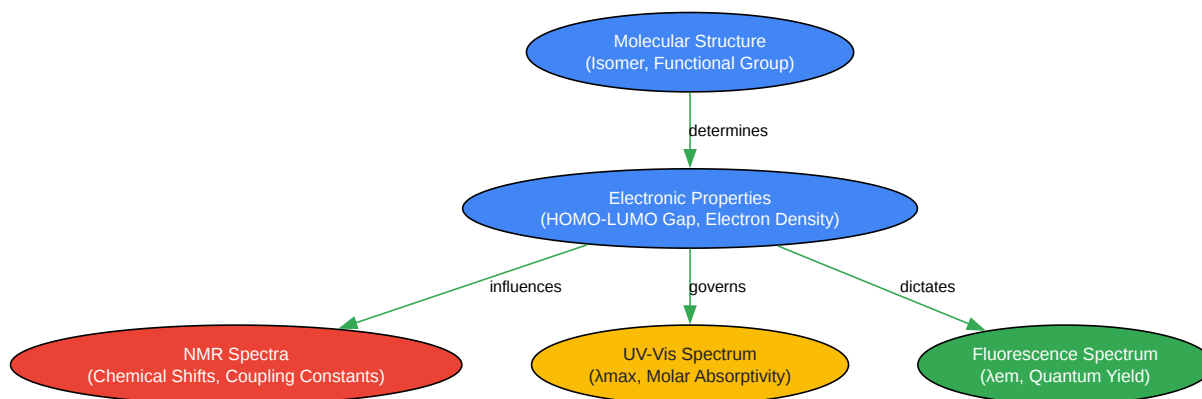 Molecular Structure
(Isomer, Functional Group)
determines
Electronic Properties
(HOMO-LUMO Gap, Electron Density)
influences
governs
dictates
NMR Spectra
(Chemical Shifts, Coupling Constants)
UV-Vis Spectrum
(λmax, Molar Absorptivity)
Fluorescence Spectrum
(λem, Quantum Yield)